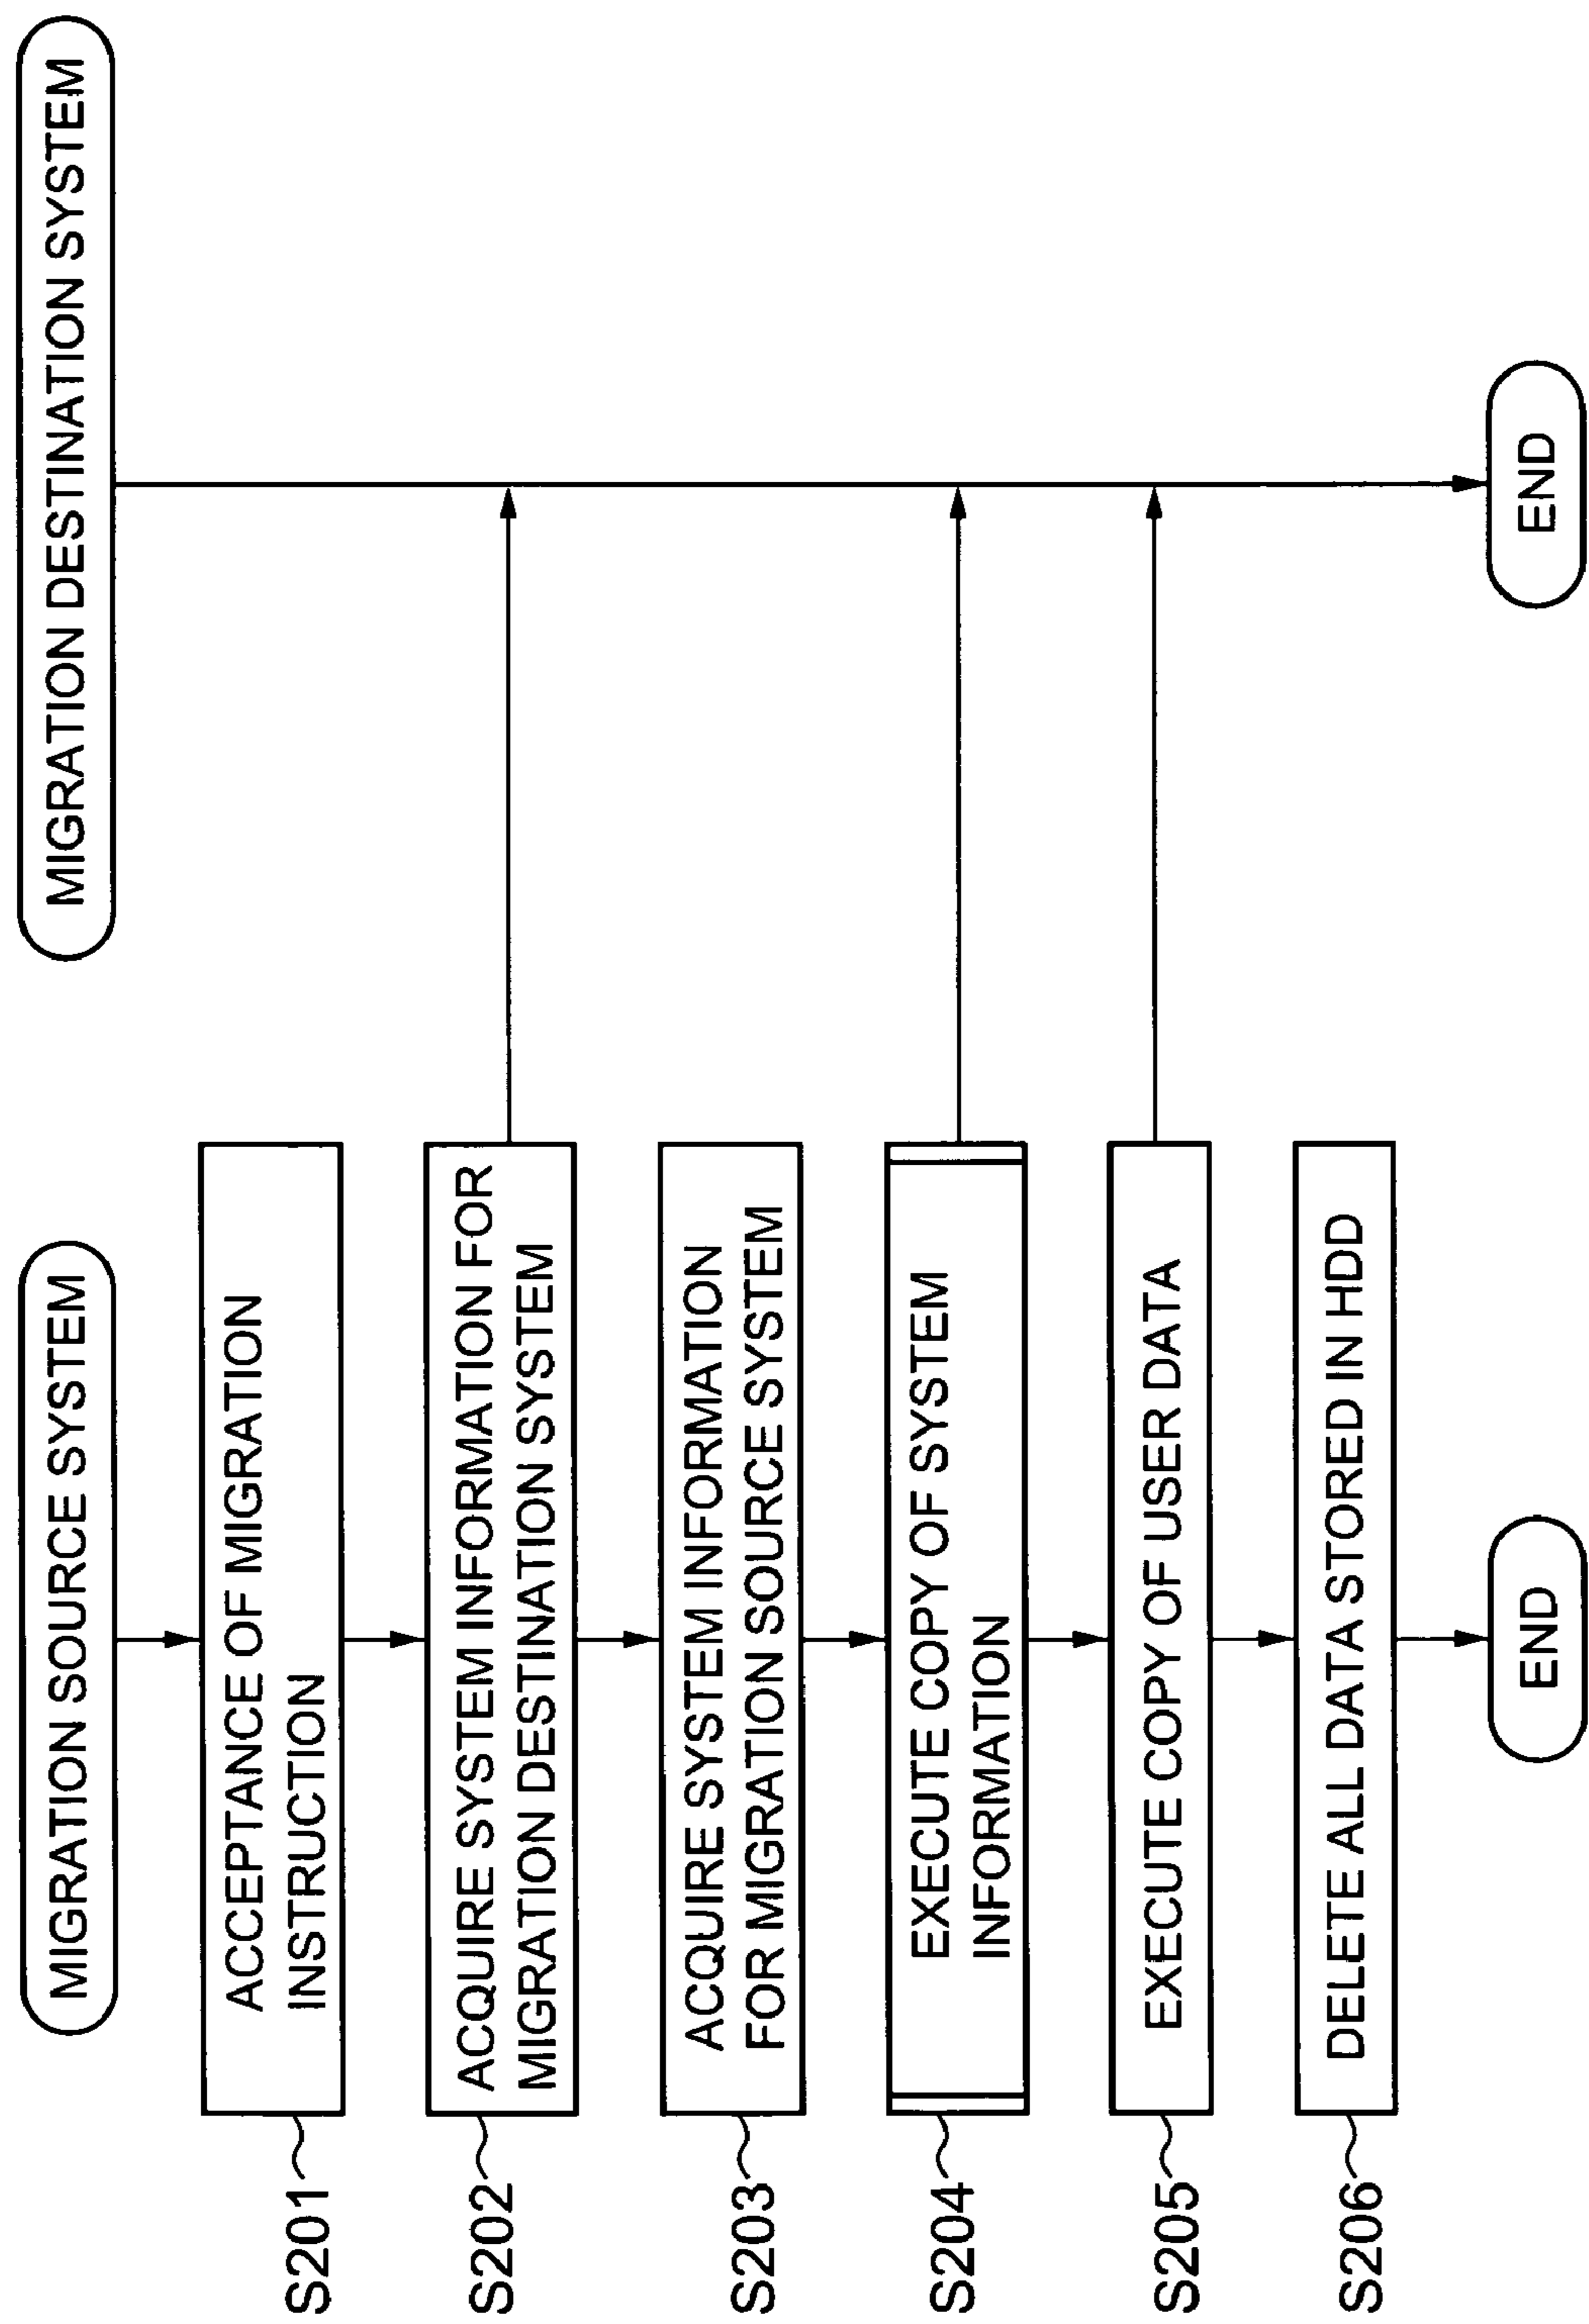 MIGRATION SOURCE SYSTEM
MIGRATION DESTINATION SYSTEM
S201
ACCEPTANCE OF MIGRATION
INSTRUCTION
S202
ACQUIRE SYSTEM INFORMATION FOR
MIGRATION DESTINATION SYSTEM
S203
ACQUIRE SYSTEM INFORMATION
FOR MIGRATION SOURCE SYSTEM
S204
EXECUTE COPY OF SYSTEM
INFORMATION
S205
EXECUTE COPY OF USER DATA
S206
DELETE ALL DATA STORED IN HDD
END
END